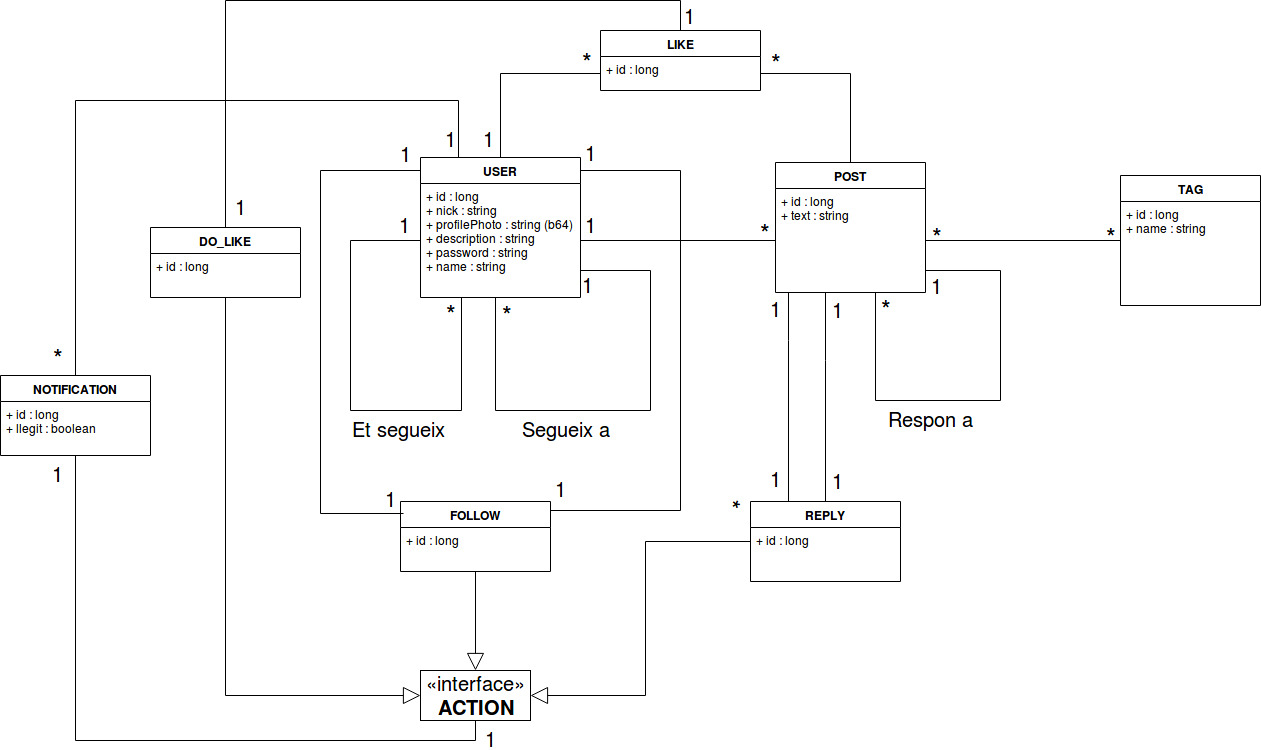 1
LIKE
+ id : long
*
*
1
1
1
1
USER
+ id : long
+ nick : string
+ profilePhoto : string (b64)
+ description : string
+ password : string
+ name : string
1
1
1
*
*
POST
+ id : long
+ text : string
*
*
1
*
1
1
*
TAG
+ id : long
+ name : string
1
DO_LIKE
+ id : long
*
NOTIFICATION
+ id : long
+ llegit : boolean
1
Et segueix
Segueix a
Respon a
1
1
FOLLOW
+ id : long
1
1
*
REPLY
+ id : long
«interface»
ACTION
1